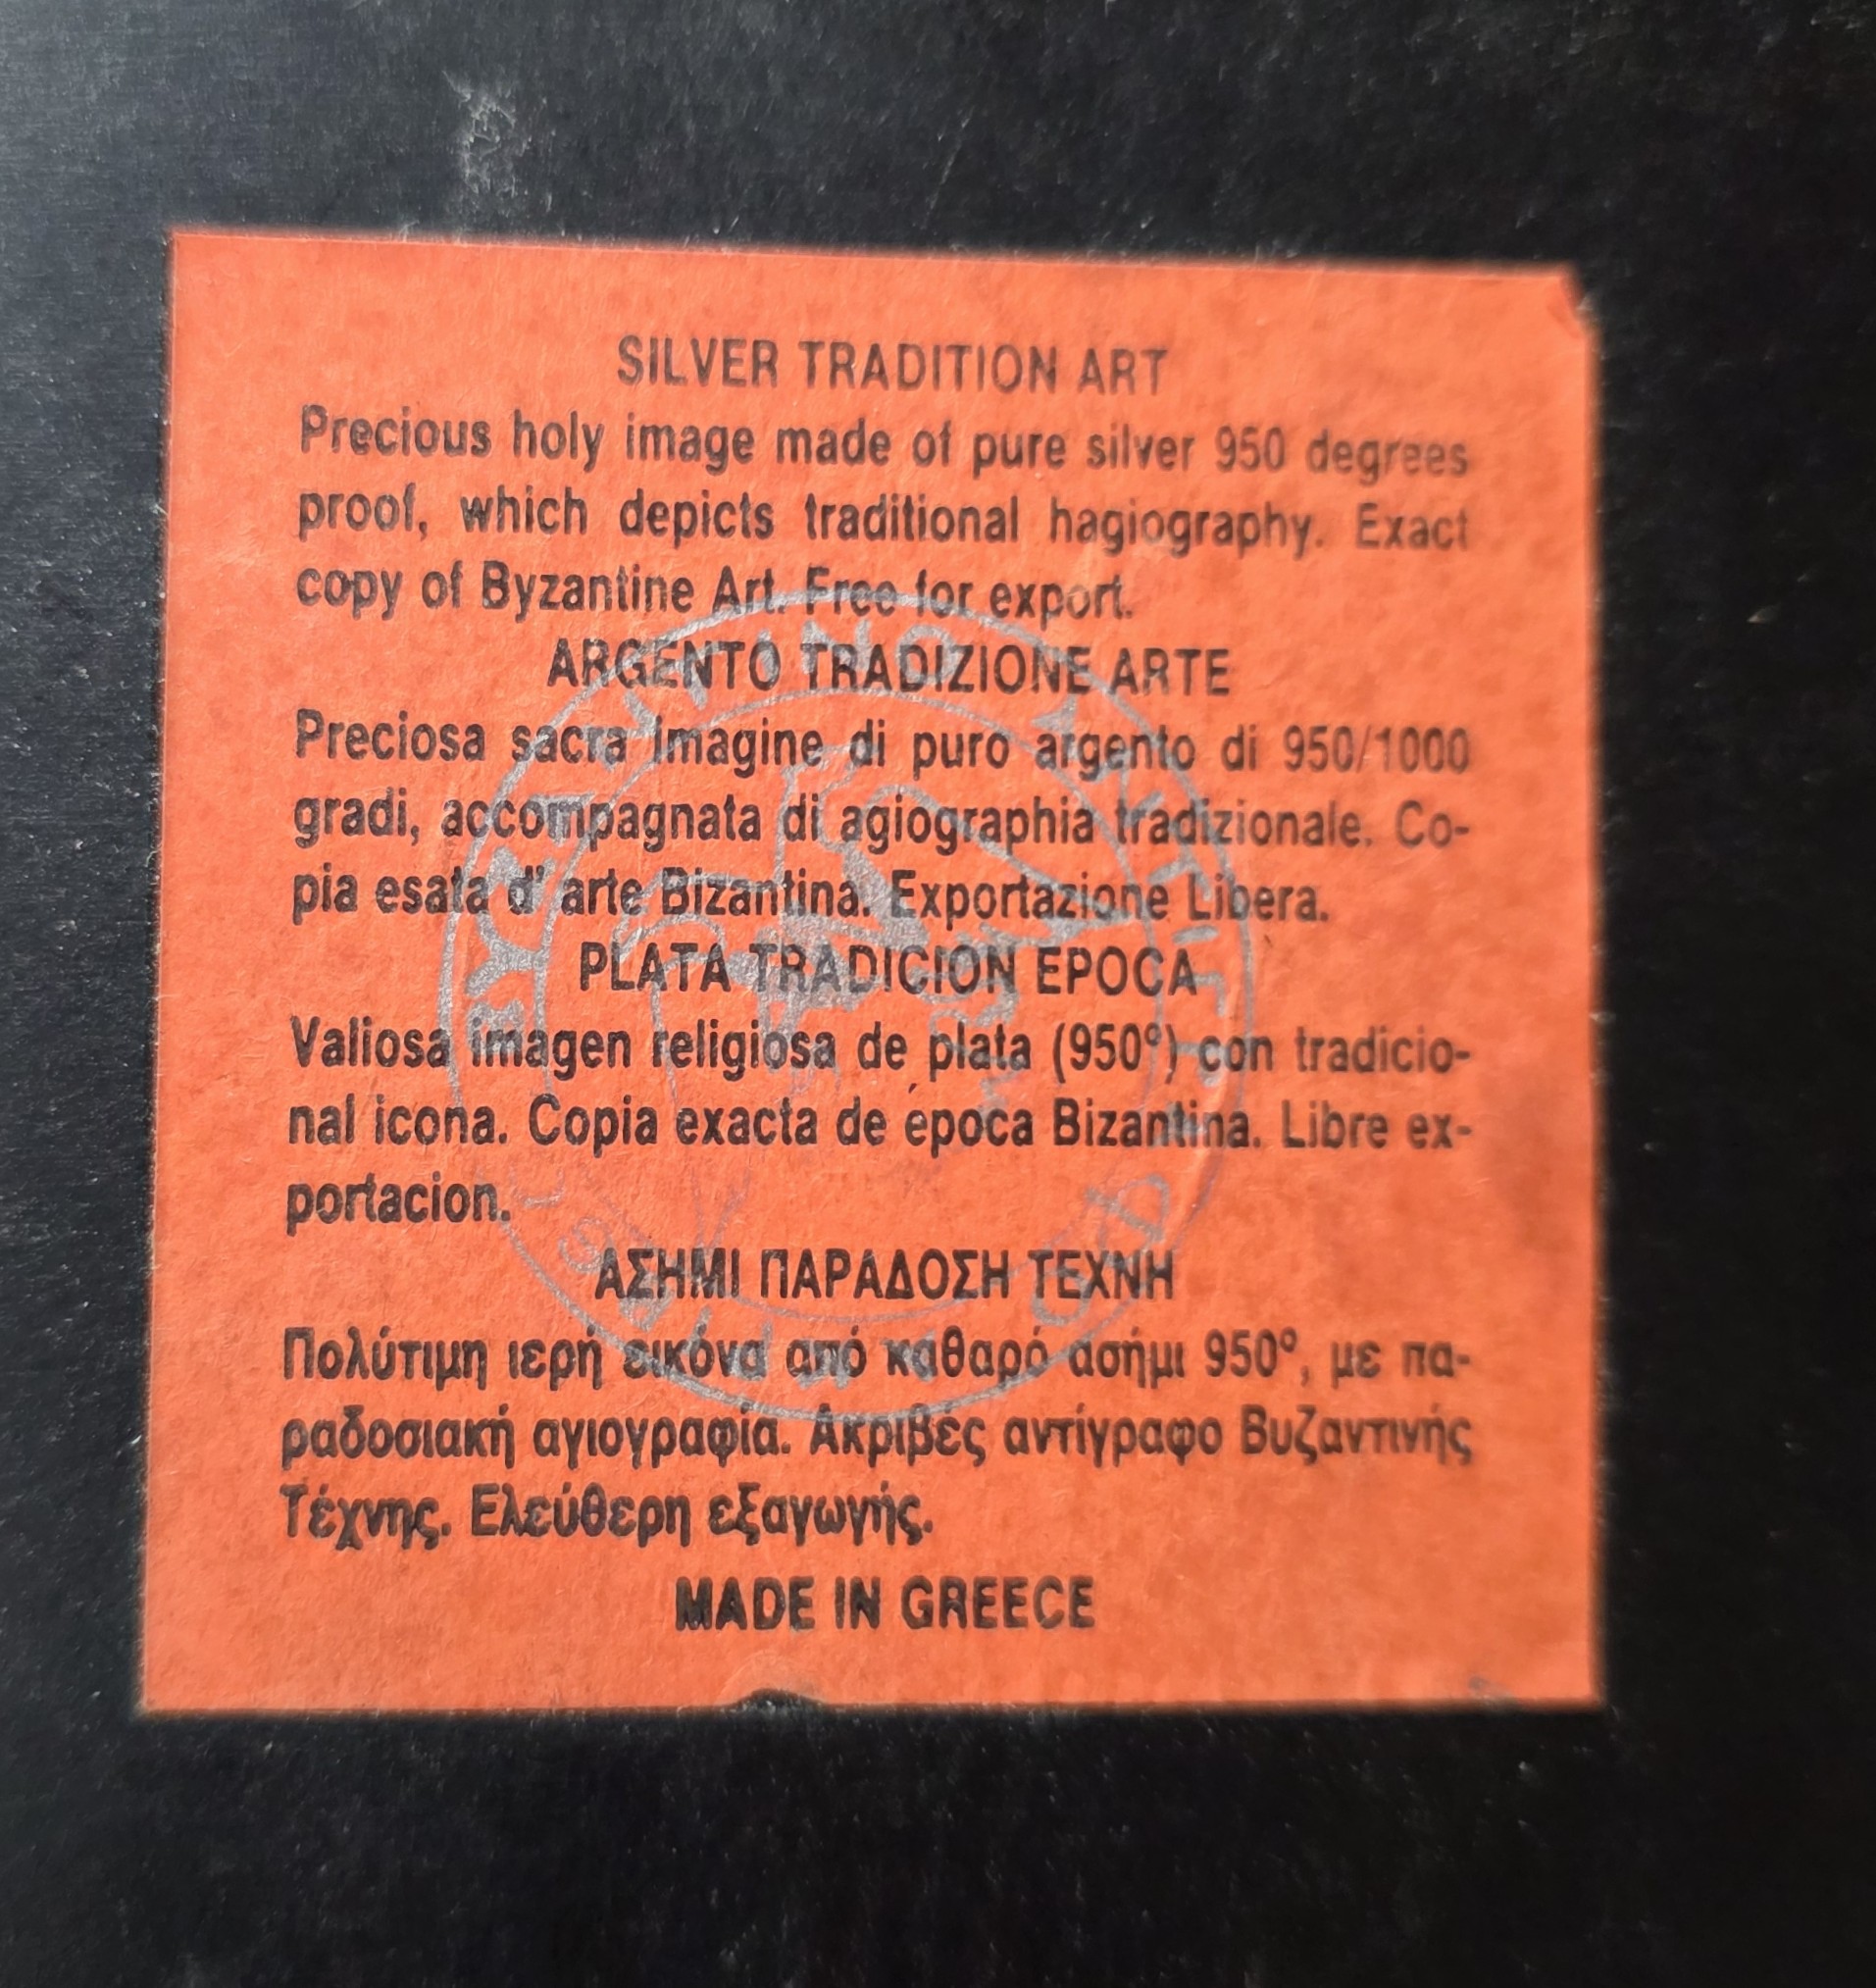 SILVER TRADITION ART
Precious holy image made of pure silver 950 degrees
proof, which depicts traditional hagiography. Exact
copy of Byzantine Art. Free for export.
ARGENTO TRADIZIONE ARTE
Preciosa sacra imagine di puro argento di 950/1000
gradi, accompagnata di agiographia tradizionale. Co-
pia esata d' arte Bizantina. Exportazione Libera.
PLATA TRADICION EPOCA
Valiosa imagen religiosa de plata (950°) con tradicio-
nal icona. Copia exacta de época Bizantina. Libre ex-
portacion.
ΑΣΗΜΙ ΠΑΡΑΔΟΣΗ ΤΕΧΝΗ
Πολύτιμη ιερή εικόνα από καθαρό ασήμι 950°, με πα-
ραδοσιακή αγιογραφία. Ακριβές αντίγραφο Βυζαντινής
Τέχνης. Ελεύθερη εξαγωγής.
MADE IN GREECE